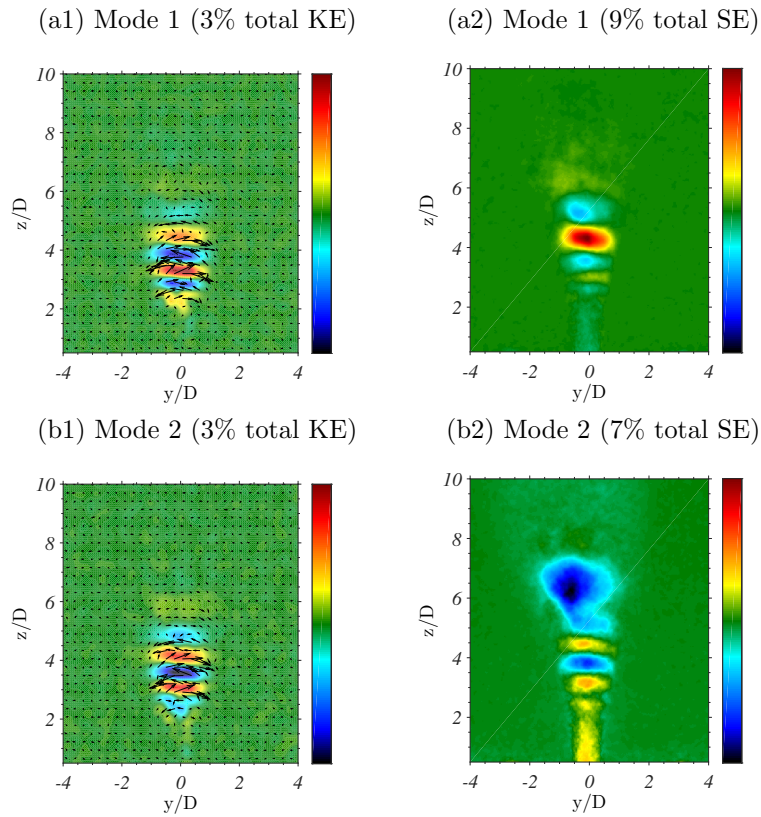 (a1) Mode 1 (3% total KE)
(a2) Mode 1 (9% total SE)
10
8
6
4
2
z/D
-4 -2 0 2 4
y/D
10
8
6
4
2
z/D
-4 -2 0 2 4
y/D
(b1) Mode 2 (3% total KE)
(b2) Mode 2 (7% total SE)
10
8
6
4
2
z/D
-4 -2 0 2 4
y/D
10
8
6
4
2
z/D
-4 -2 0 2 4
y/D